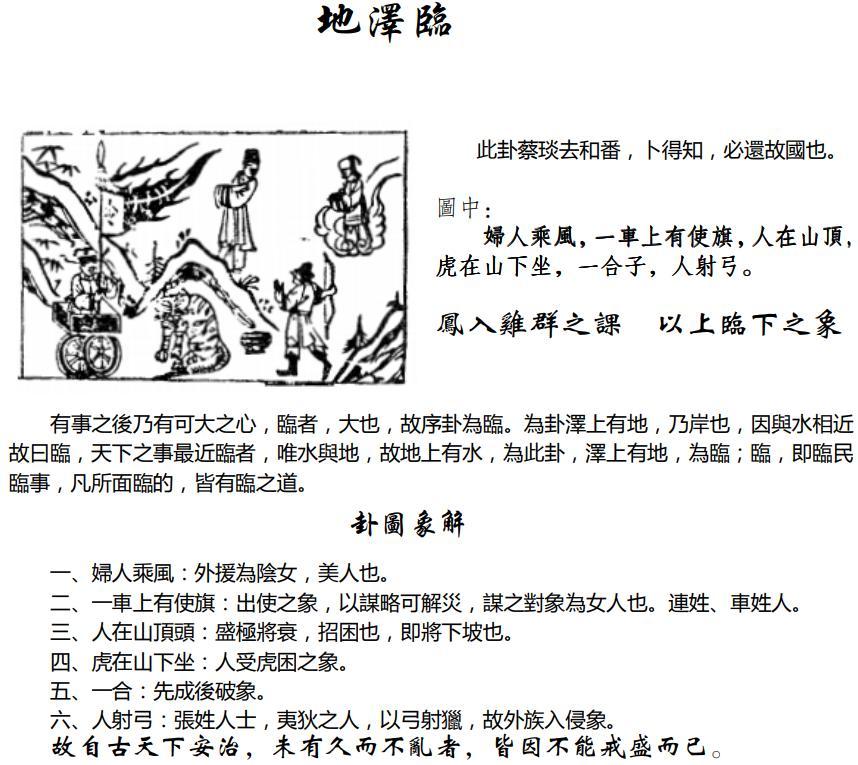 地澤臨
此卦蔡琰去和番，卜得知，必還故國也。
圖中：
婦人乘風，一車上有使旗，人在山頂，
虎在山下坐，一合子，人射弓。
鳳入雞群之課　以上臨下之象
有事之後乃有可大之心，臨者，大也，故序卦為臨。為卦澤上有地，乃岸也，因與水相近
故曰臨，天下之事最近臨者，唯水與地，故地上有水，為此卦，澤上有地，為臨；臨，即臨民
臨事，凡所面臨的，皆有臨之道。
卦圖象解
一、婦人乘風：外援為陰女，美人也。
二、一車上有使旗：出使之象，以謀略可解災，謀之對象為女人也。連姓、車姓人。
三、人在山頂頭：盛極將衰，招困也，即將下坡也。
四、虎在山下坐：人受虎困之象。
五、一合：先成後破象。
六、人射弓：張姓人士，夷狄之人，以弓射獵，故外族入侵象。
故自古天下安治，未有久而不亂者，皆因不能戒盛而已。